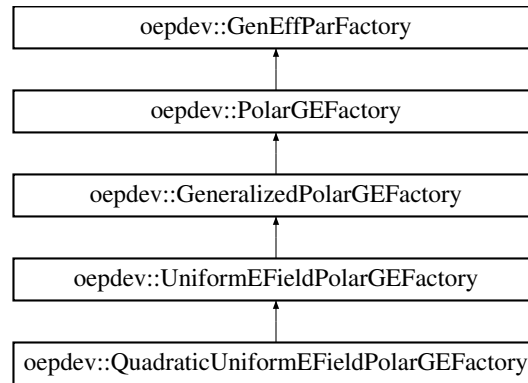 oepdev::GenEffParFactory
oepdev::PolarGEFactory
oepdev::GeneralizedPolarGEFactory
oepdev::UniformEFieldPolarGEFactory
oepdev::QuadraticUniformEFieldPolarGEFactory